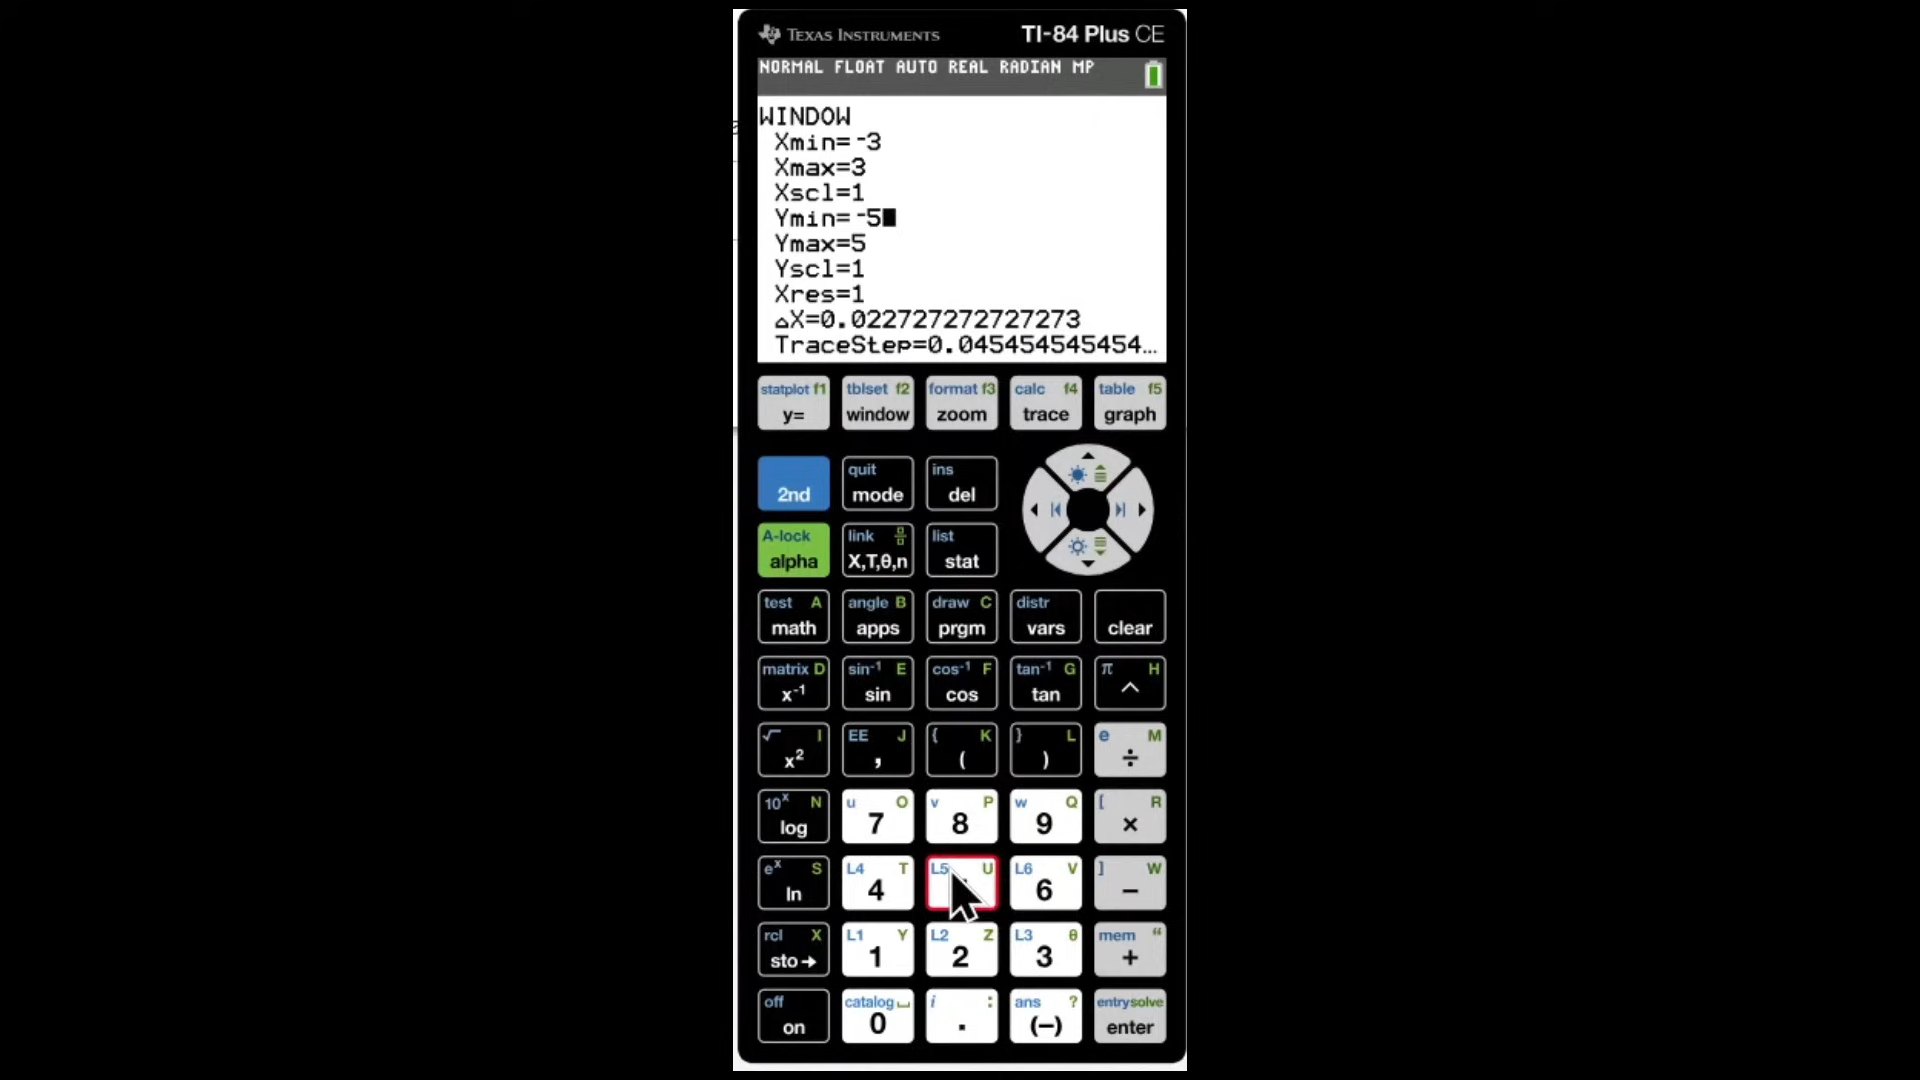 TEXAS INSTRUMENTS TI-84 Plus CE
NORMAL FLOAT AUTO REAL RADIAN MP
WINDOW
Xmin=-3
Xmax=3
Xscl=1
Ymin=-5
Ymax=5
Yscl=1
Xres=1
△X=0.022727272727273
TraceStep=0.045454545454…
statplot f1 tblset f2 format f3 calc f4 table f5
y= window zoom trace graph
quit ins
2nd mode del
A-lock link list
alpha X,T,θ,n stat
test A angle B draw C distr
math apps prgm vars clear
matrix D sin⁻¹ E cos⁻¹ F tan⁻¹ G π H
x⁻¹ sin cos tan ^
√ I EE J { K } L e M
x² , ( ) ÷
10ˣ N u O v P w Q [ R
log 7 8 9 ×
eˣ S L4 T L5 U L6 V ] W
ln 4 6 −
rcl X L1 Y L2 Z L3 θ mem “
sto→ 1 2 3 +
off catalog ⎵ i : ans ? entry solve
on 0 . (−) enter